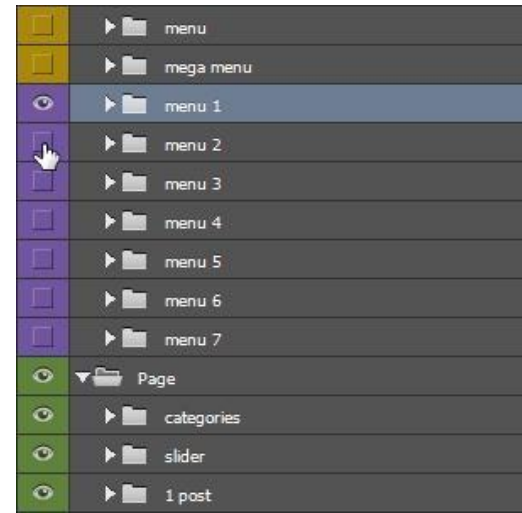 menu
mega menu
menu 1
menu 2
menu 3
menu 4
menu 5
menu 6
menu 7
Page
categories
slider
1 post